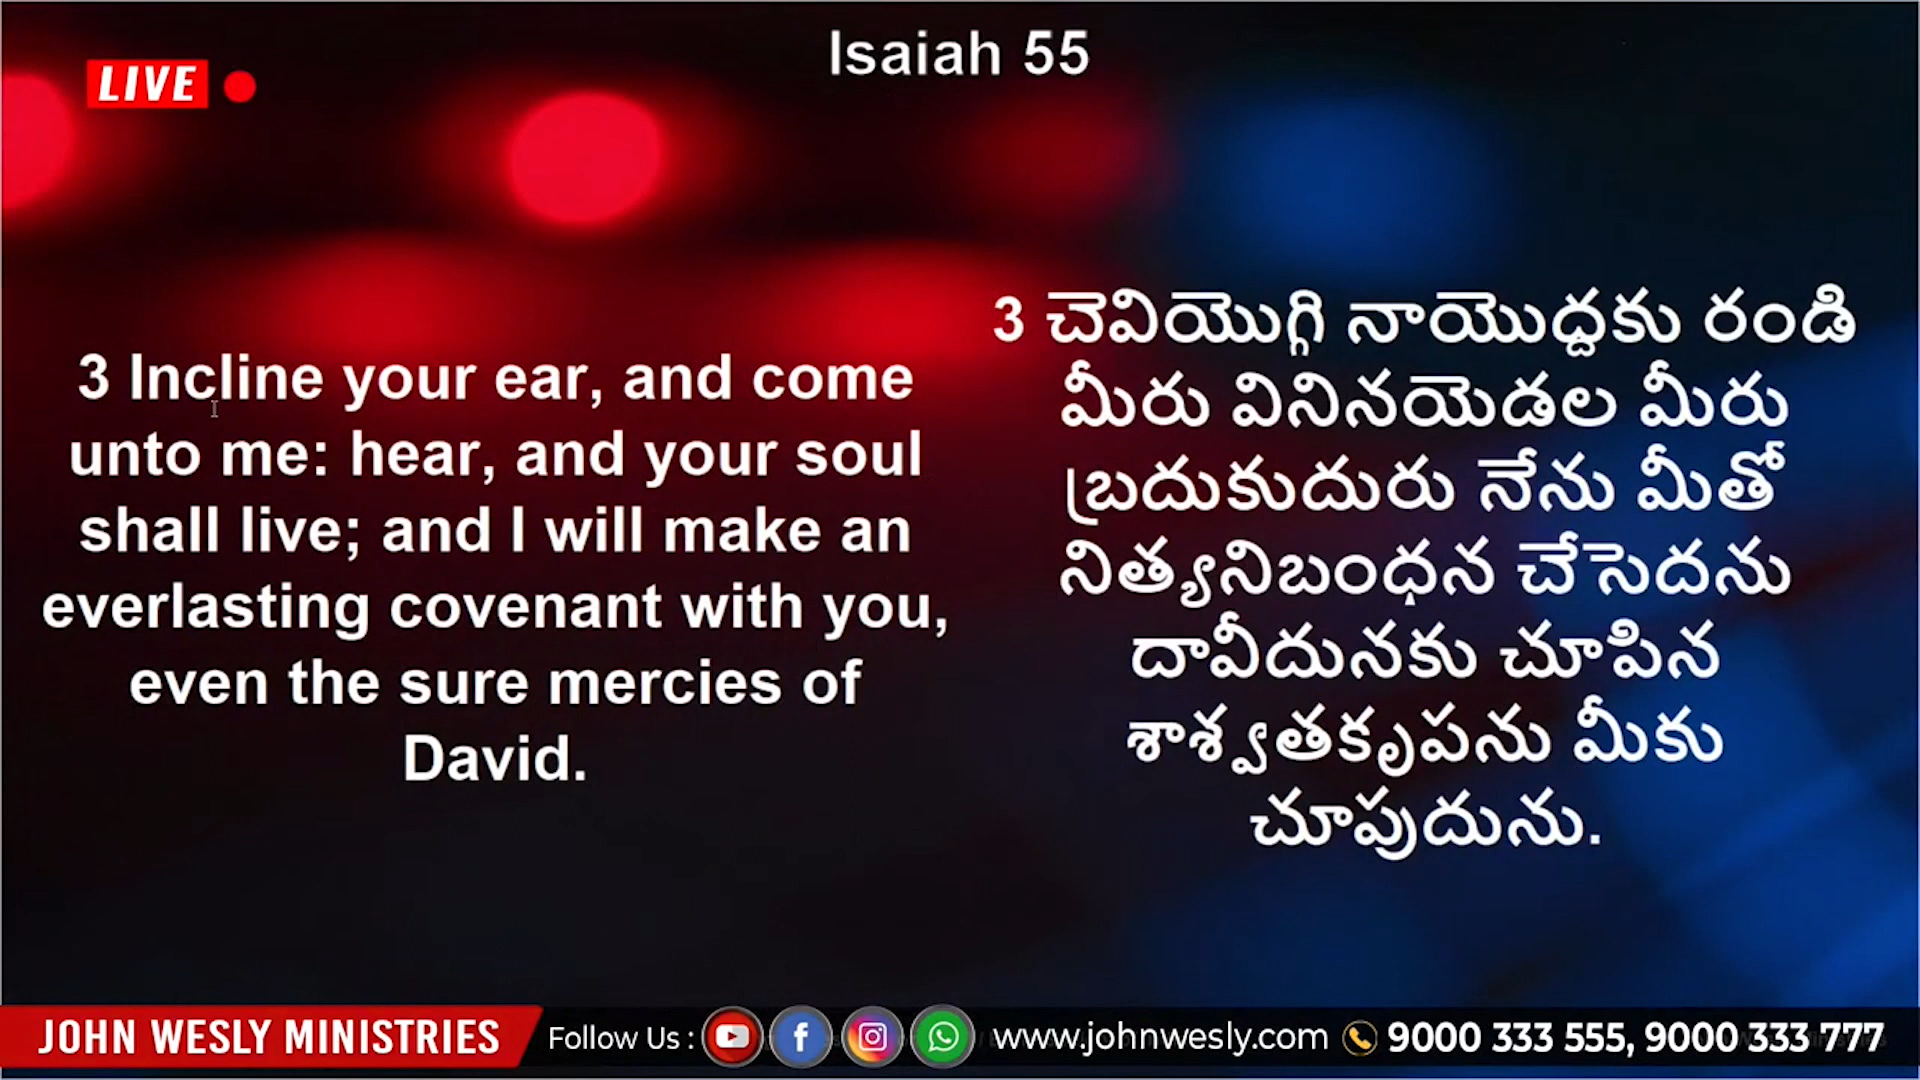 Isaiah 55
LIVE
3 Incline your ear, and come
unto me: hear, and your soul
shall live; and I will make an
everlasting covenant with you,
even the sure mercies of
David.
3 చెవియొగ్గి నాయొద్దకు రండి
మీరు వినినయెడల మీరు
బ్రదుకుదురు నేను మీతో
నిత్యనిబంధన చేసెదను
దావీదునకు చూపిన
శాశ్వతకృపను మీకు
చూపుదును.
JOHN WESLY MINISTRIES
Follow Us :
www.johnwesly.com
9000 333 555, 9000 333 777